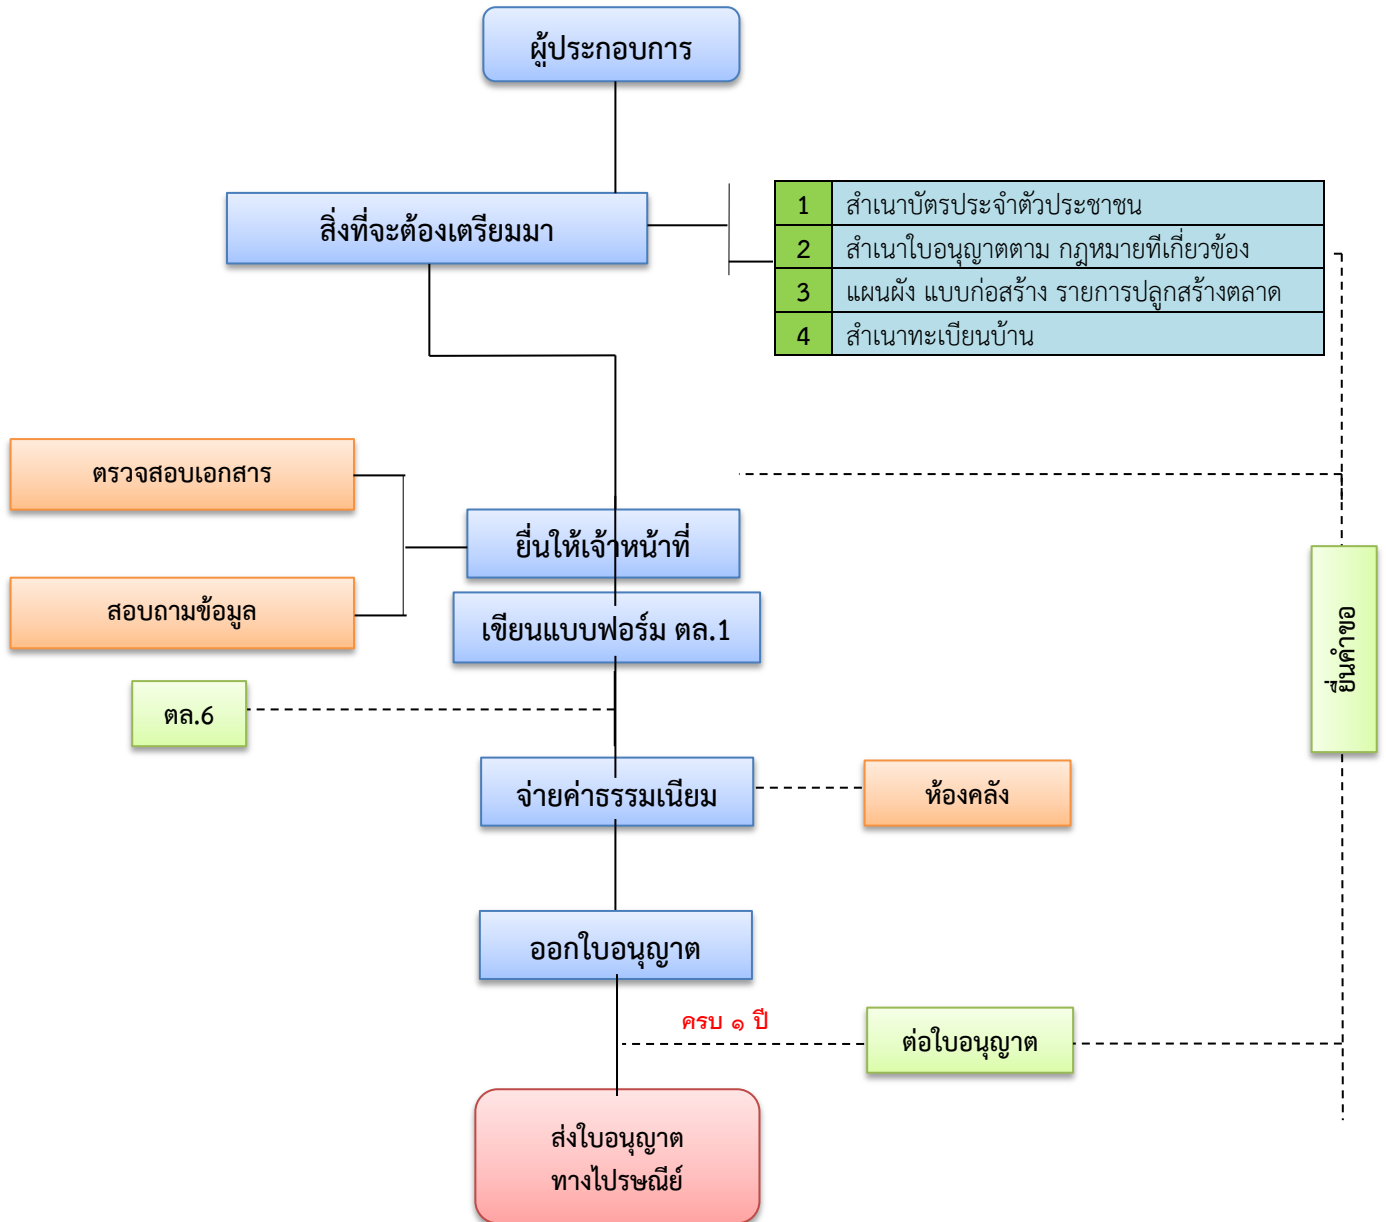 ผู้ประกอบการ
สิ่งที่จะต้องเตรียมมา
1 สำเนาบัตรประจำตัวประชาชน
2 สำเนาใบอนุญาตตาม กฎหมายทีเกี่ยวข้อง
3 แผนผัง แบบก่อสร้าง รายการปลูกสร้างตลาด
4 สำเนาทะเบียนบ้าน
ตรวจสอบเอกสาร
ยื่นให้เจ้าหน้าที่
สอบถามข้อมูล
เขียนแบบฟอร์ม ตล.1
ยื่นคำขอ
ตล.6
จ่ายค่าธรรมเนียม
ห้องคลัง
ออกใบอนุญาต
ครบ ๑ ปี
ต่อใบอนุญาต
ส่งใบอนุญาต
ทางไปรษณีย์